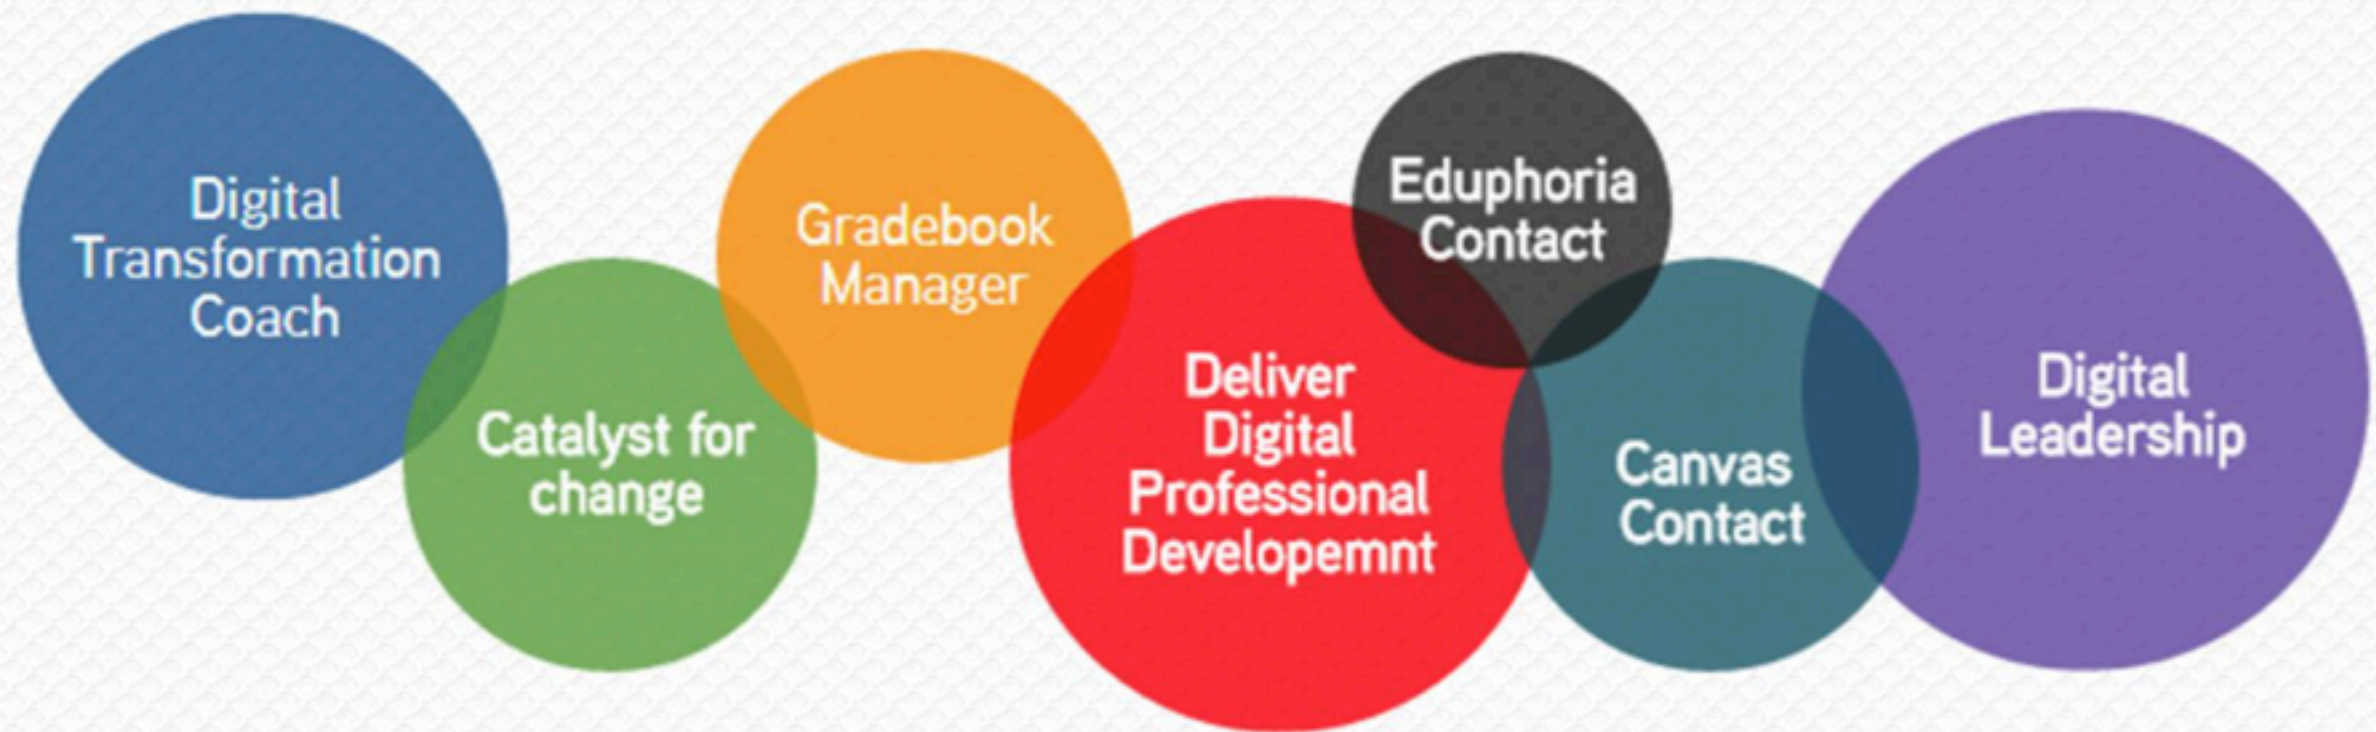 Digital
Transformation
Coach
Catalyst for
change
Gradebook
Manager
Deliver
Digital
Professional
Developemnt
Eduphoria
Contact
Canvas
Contact
Digital
Leadership